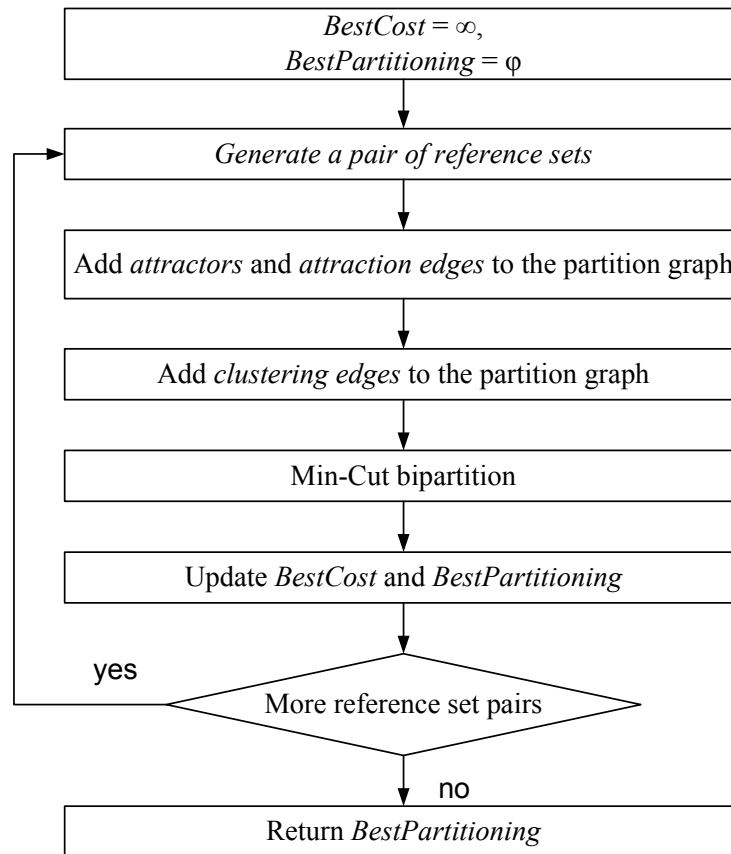 BestCost = ∞,
BestPartitioning = φ
Generate a pair of reference sets
Add attractors and attraction edges to the partition graph
Add clustering edges to the partition graph
Min-Cut bipartition
Update BestCost and BestPartitioning
yes
More reference set pairs
no
Return BestPartitioning